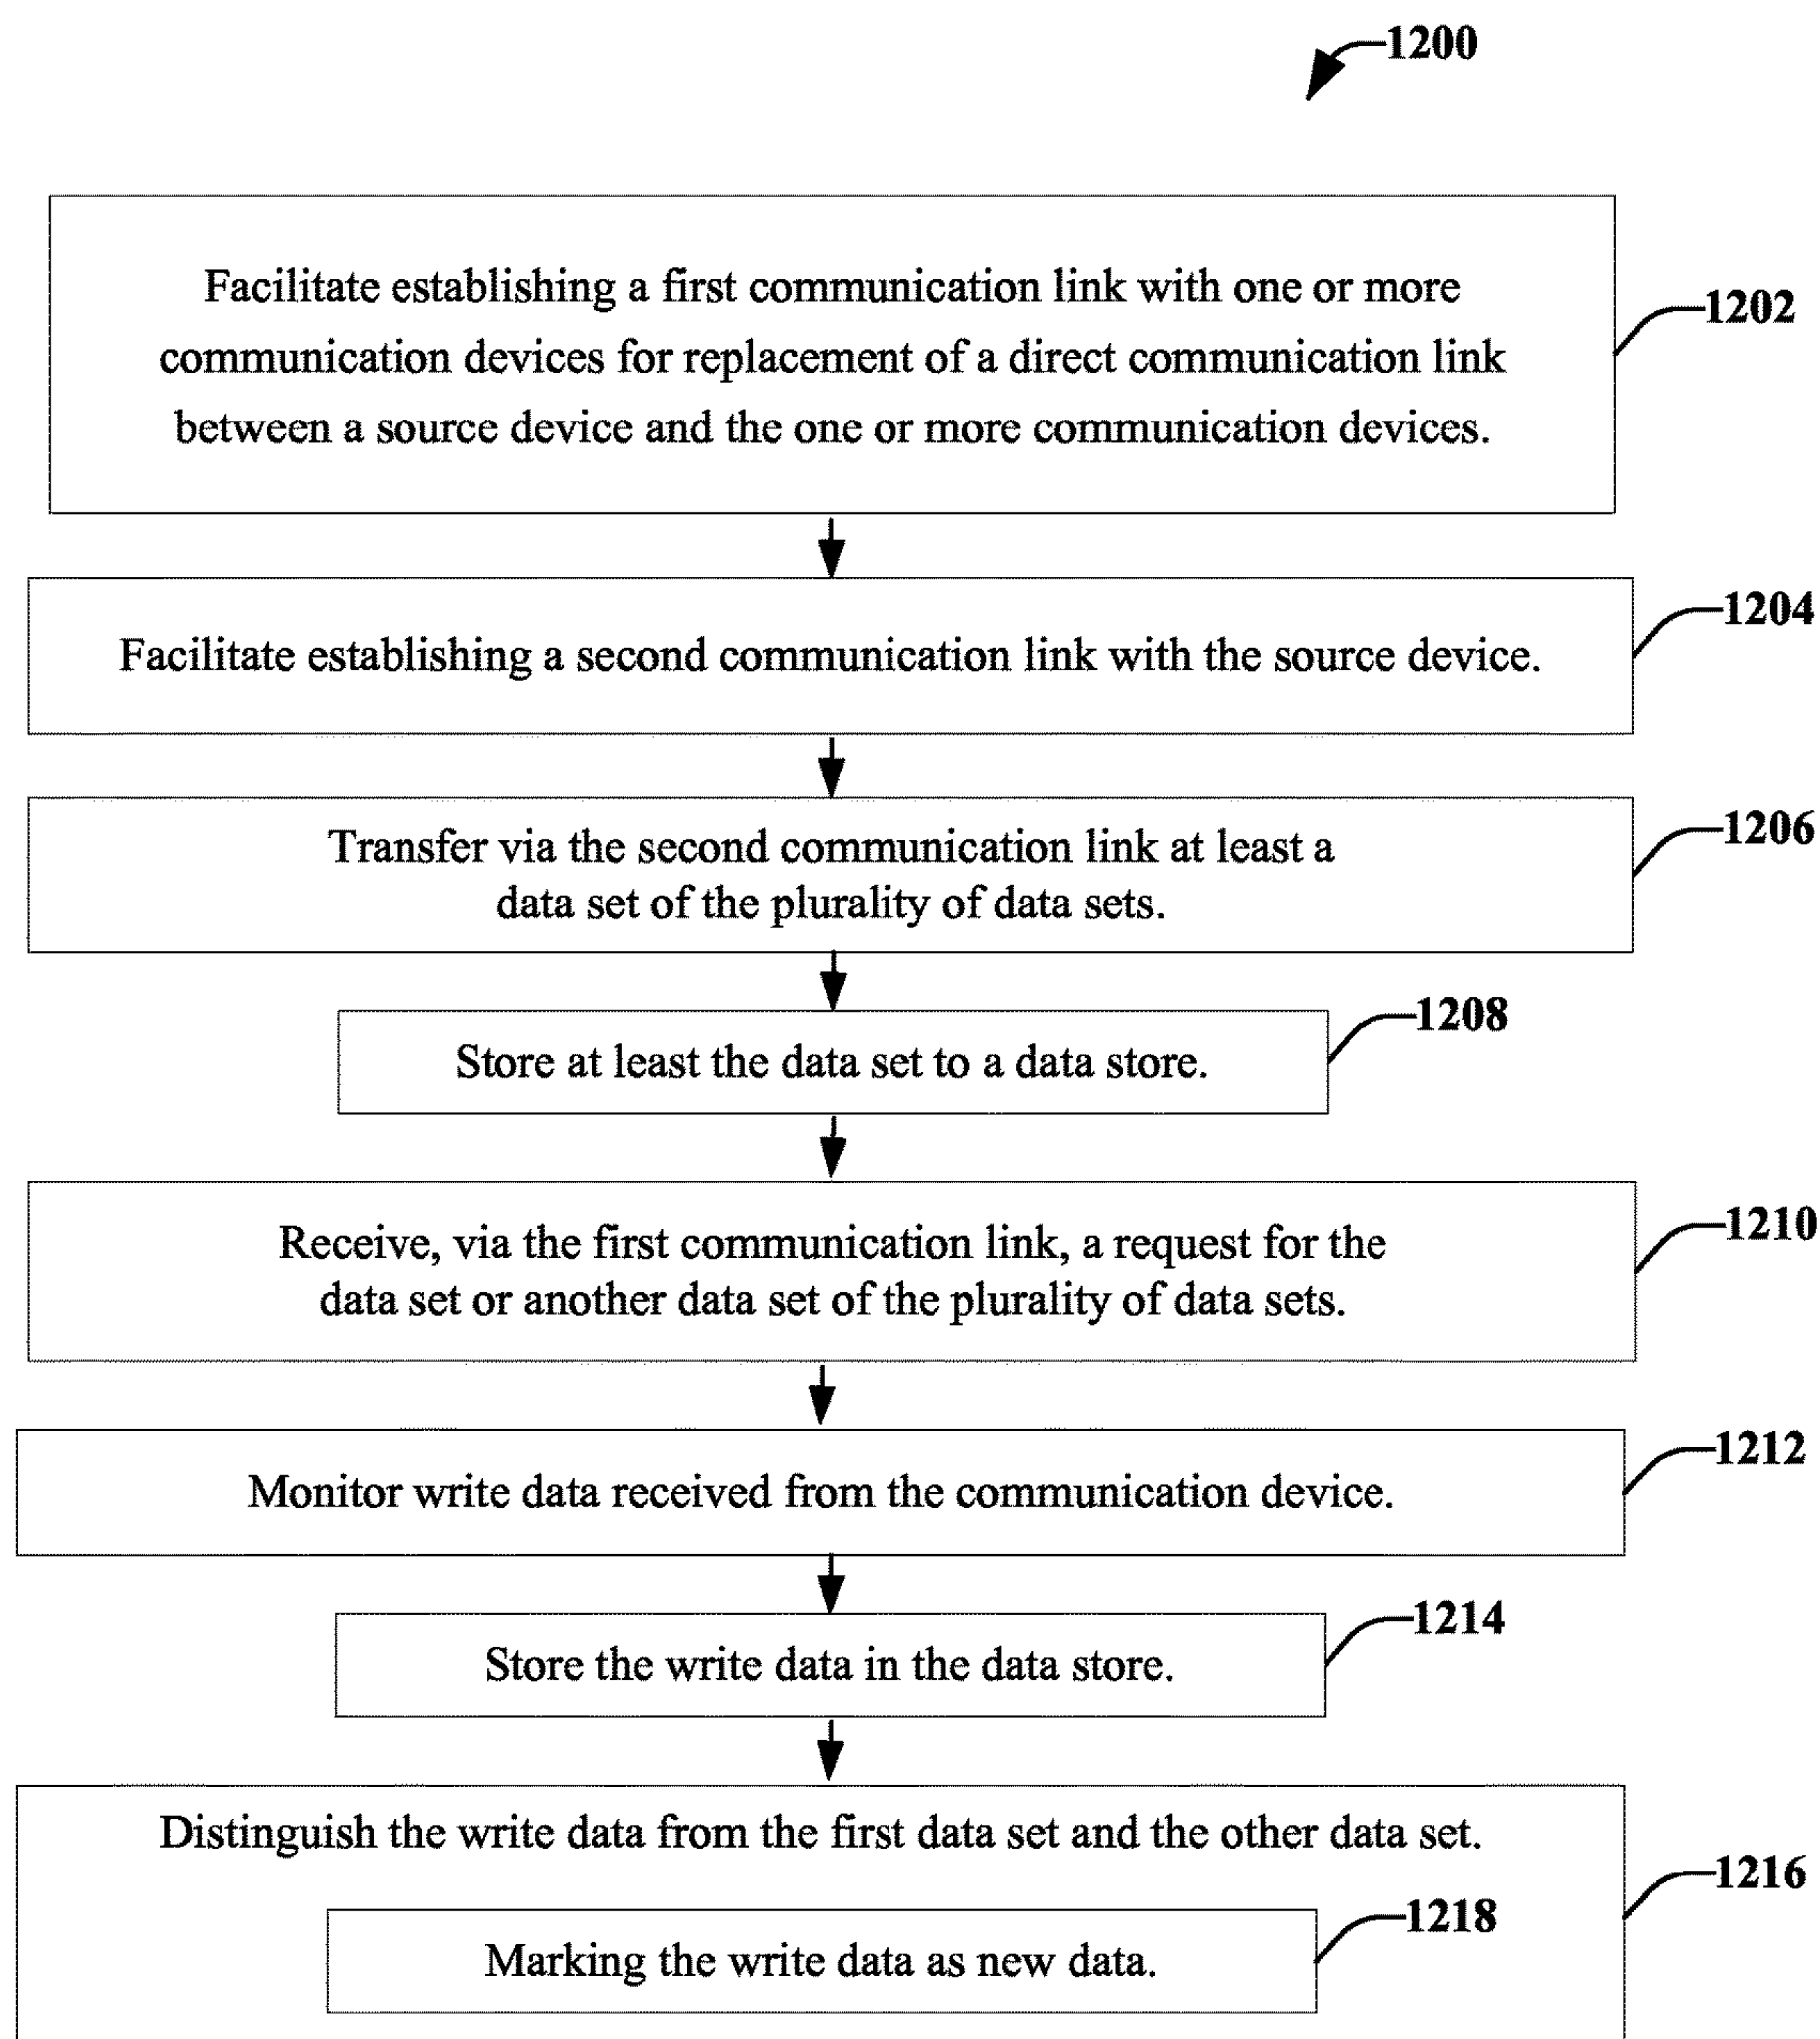 1200
Facilitate establishing a first communication link with one or more
communication devices for replacement of a direct communication link
between a source device and the one or more communication devices.
1202
Facilitate establishing a second communication link with the source device.
1204
Transfer via the second communication link at least a
data set of the plurality of data sets.
1206
Store at least the data set to a data store.
1208
Receive, via the first communication link, a request for the
data set or another data set of the plurality of data sets.
1210
Monitor write data received from the communication device.
1212
Store the write data in the data store.
1214
Distinguish the write data from the first data set and the other data set.
1216
Marking the write data as new data.
1218